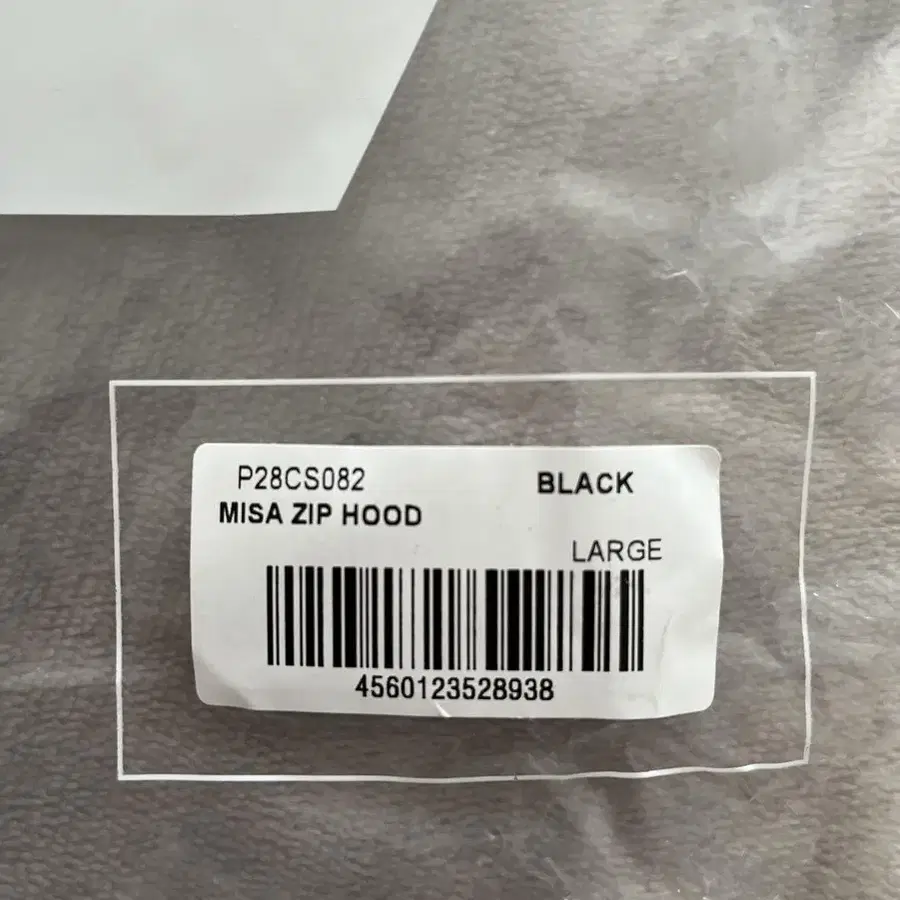 P28CS082 BLACK
MISA ZIP HOOD
LARGE
4560123528938